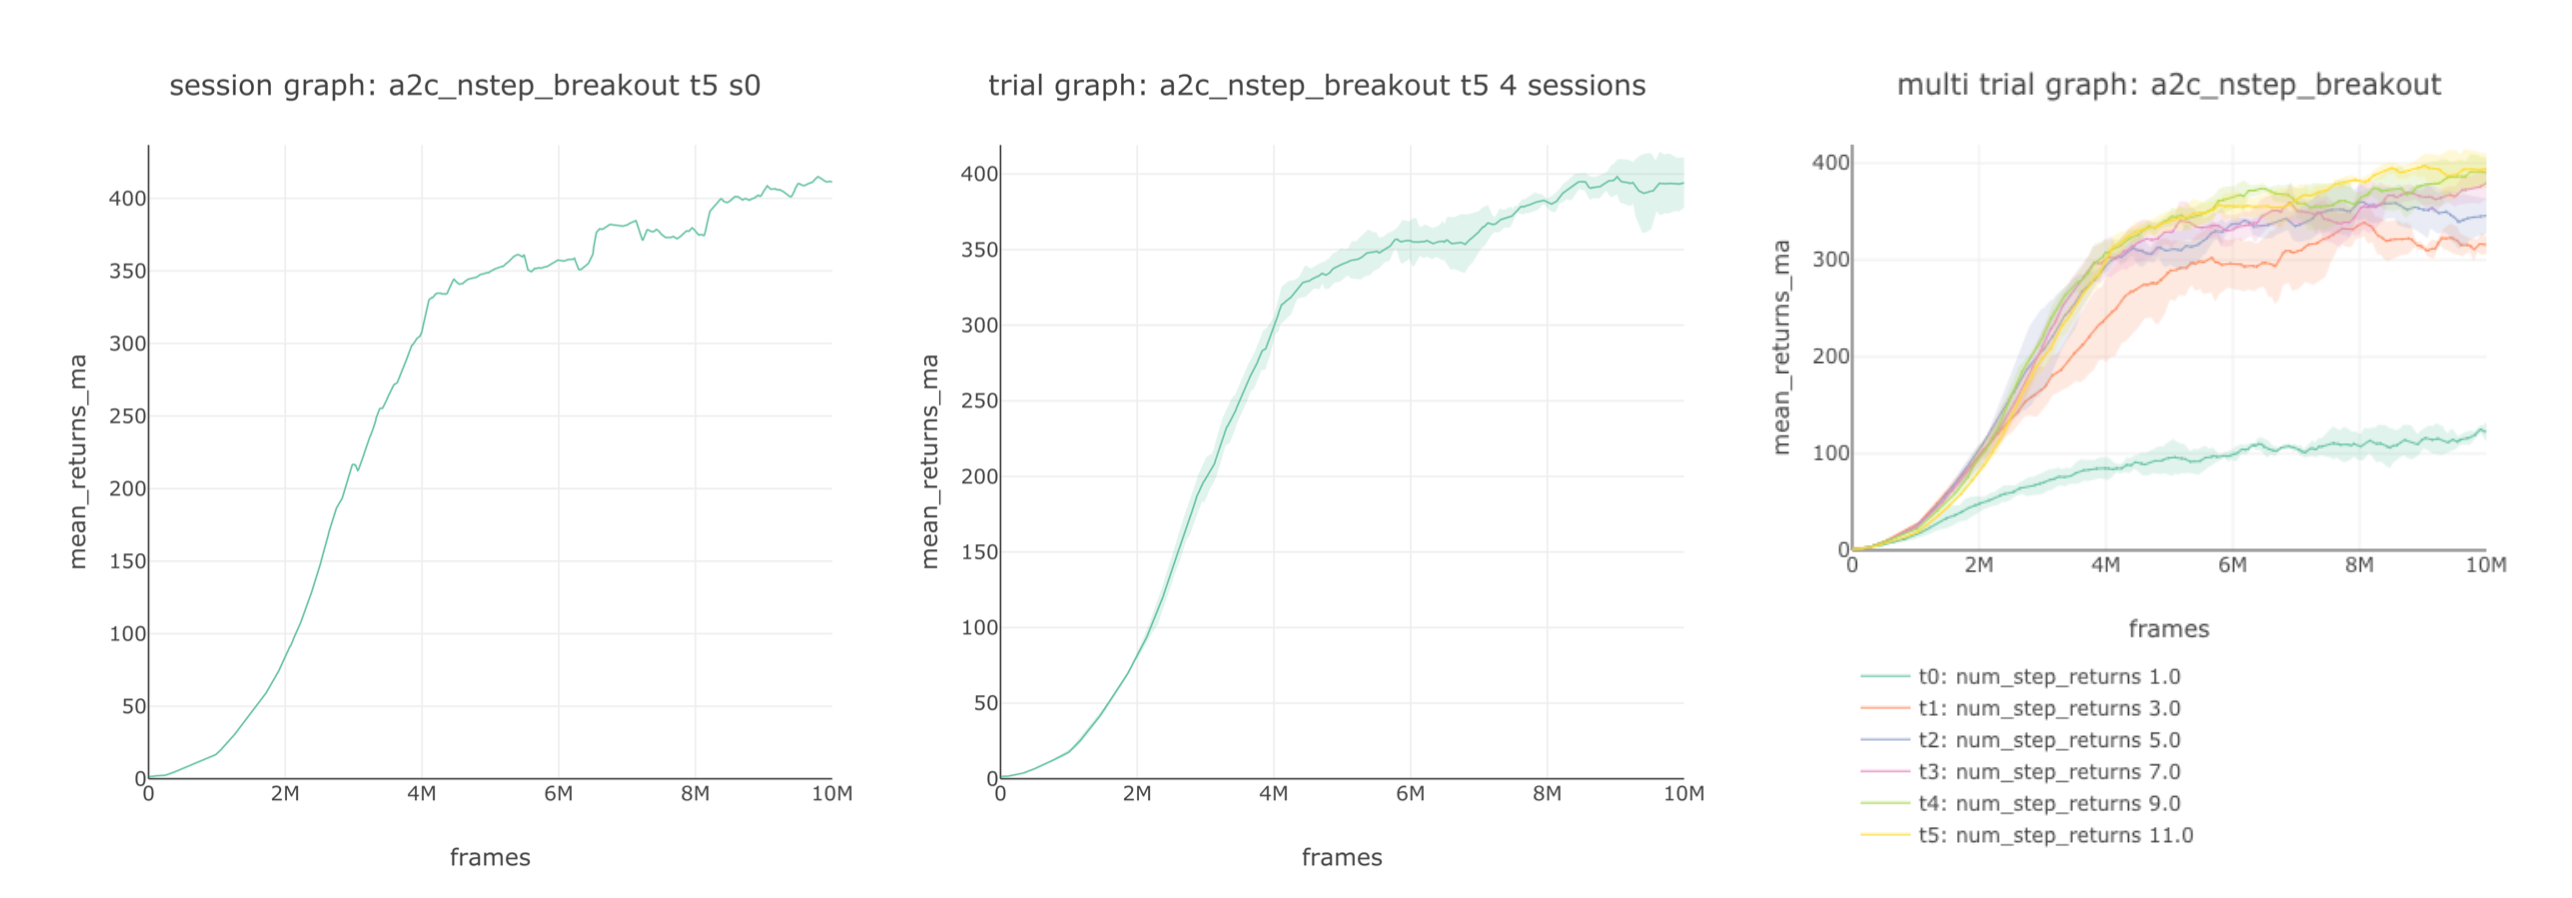 session graph: a2c_nstep_breakout t5 s0
mean_returns_ma
400
350
300
250
200
150
100
50
0
0 2M 4M 6M 8M 10M
frames
trial graph: a2c_nstep_breakout t5 4 sessions
mean_returns_ma
400
350
300
250
200
150
100
50
0
0 2M 4M 6M 8M 10M
frames
multi trial graph: a2c_nstep_breakout
mean_returns_ma
400
300
200
100
0
0 2M 4M 6M 8M 10M
frames
t0: num_step_returns 1.0
t1: num_step_returns 3.0
t2: num_step_returns 5.0
t3: num_step_returns 7.0
t4: num_step_returns 9.0
t5: num_step_returns 11.0